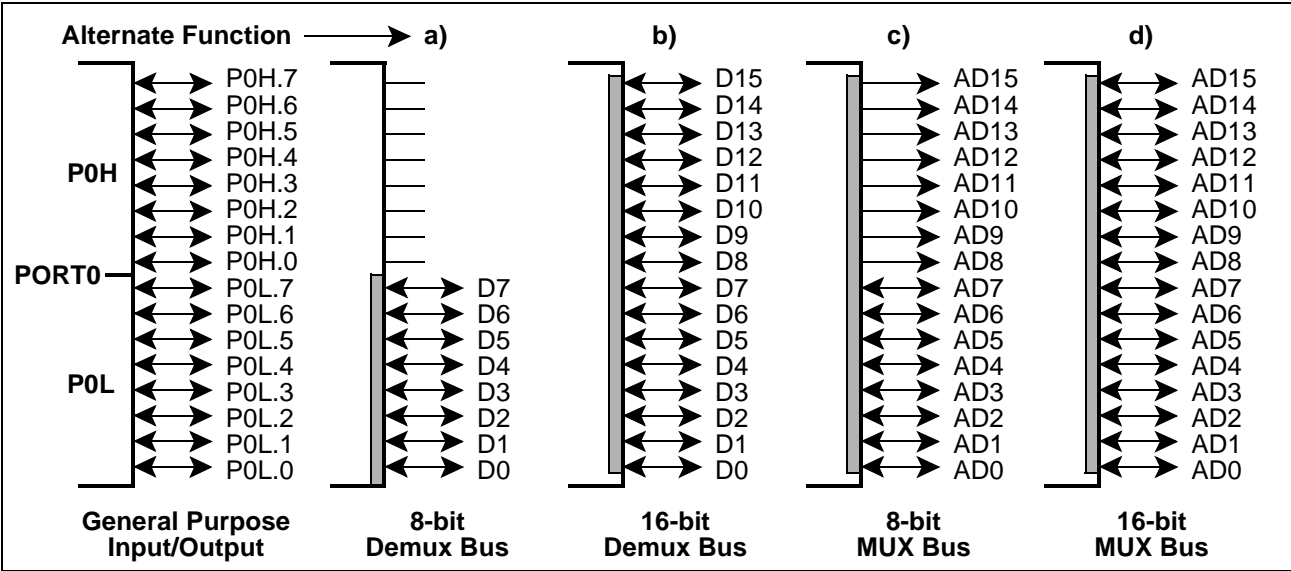 Alternate Function a) b) c) d)
P0H.7 D15 AD15 AD15
P0H.6 D14 AD14 AD14
P0H.5 D13 AD13 AD13
P0H.4 D12 AD12 AD12
P0H
P0H.3 D11 AD11 AD11
P0H.2 D10 AD10 AD10
P0H.1 D9 AD9 AD9
P0H.0 D8 AD8 AD8
PORT0
P0L.7 D7 D7 AD7 AD7
P0L.6 D6 D6 AD6 AD6
P0L.5 D5 D5 AD5 AD5
P0L.4 D4 D4 AD4 AD4
P0L
P0L.3 D3 D3 AD3 AD3
P0L.2 D2 D2 AD2 AD2
P0L.1 D1 D1 AD1 AD1
P0L.0 D0 D0 AD0 AD0
General Purpose 8-bit 16-bit 8-bit 16-bit
Input/Output Demux Bus Demux Bus MUX Bus MUX Bus